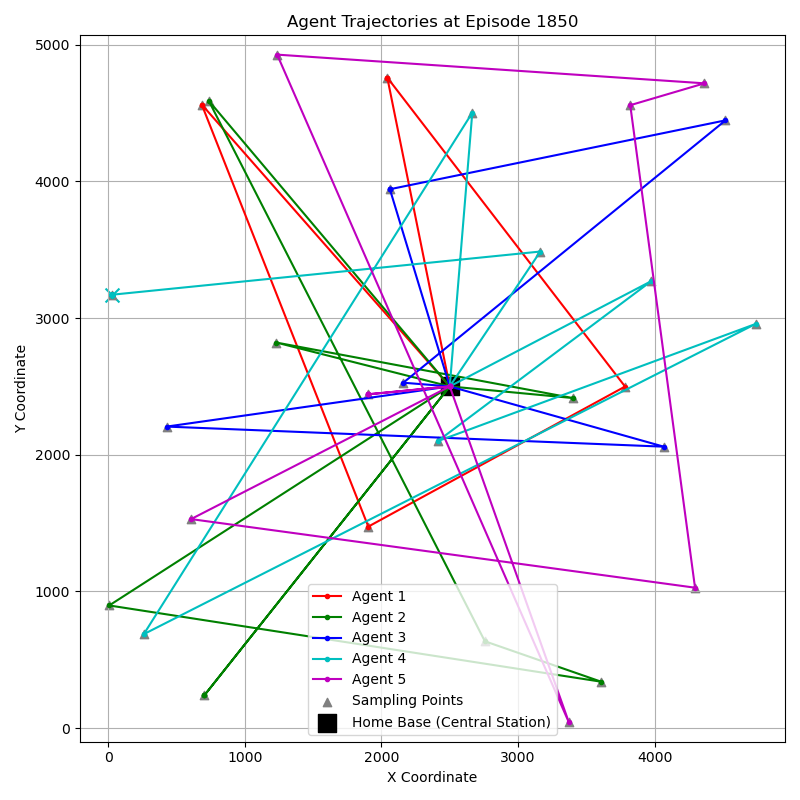 Agent Trajectories at Episode 1850
5000
4000
3000
2000
1000
0
Y Coordinate
Agent 1
Agent 2
Agent 3
Agent 4
Agent 5
Sampling Points
Home Base (Central Station)
0 1000 2000 3000 4000
X Coordinate